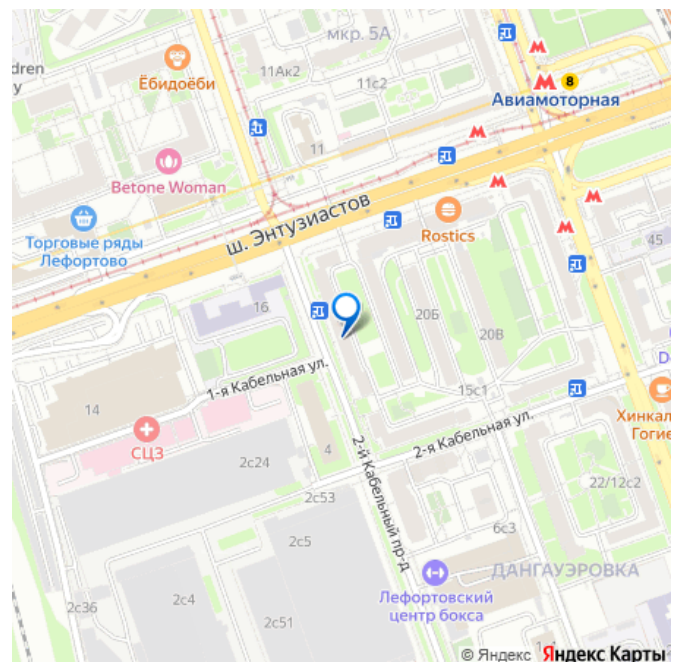 мкр. 5А
dren
y
Ёбидоёби
11Ак2
11с2
8
Авиамоторная
11
Betone Woman
ш. Энтузиастов
Rostics
Торговые ряды
Лефортово
45
16
20Б
20В
D
1-я Кабельная ул.
15с1
14
Хинкал
Гогие
СЦЗ
2-я Кабельная ул.
4
2с24
2-й Кабельный пр-д
22/12с2
2с53
6с3
2с5
ДАНГАУЭРОВКА
Лефортовский
центр бокса
2с36
2с4
2с51
© Яндекс Яндекс Карты